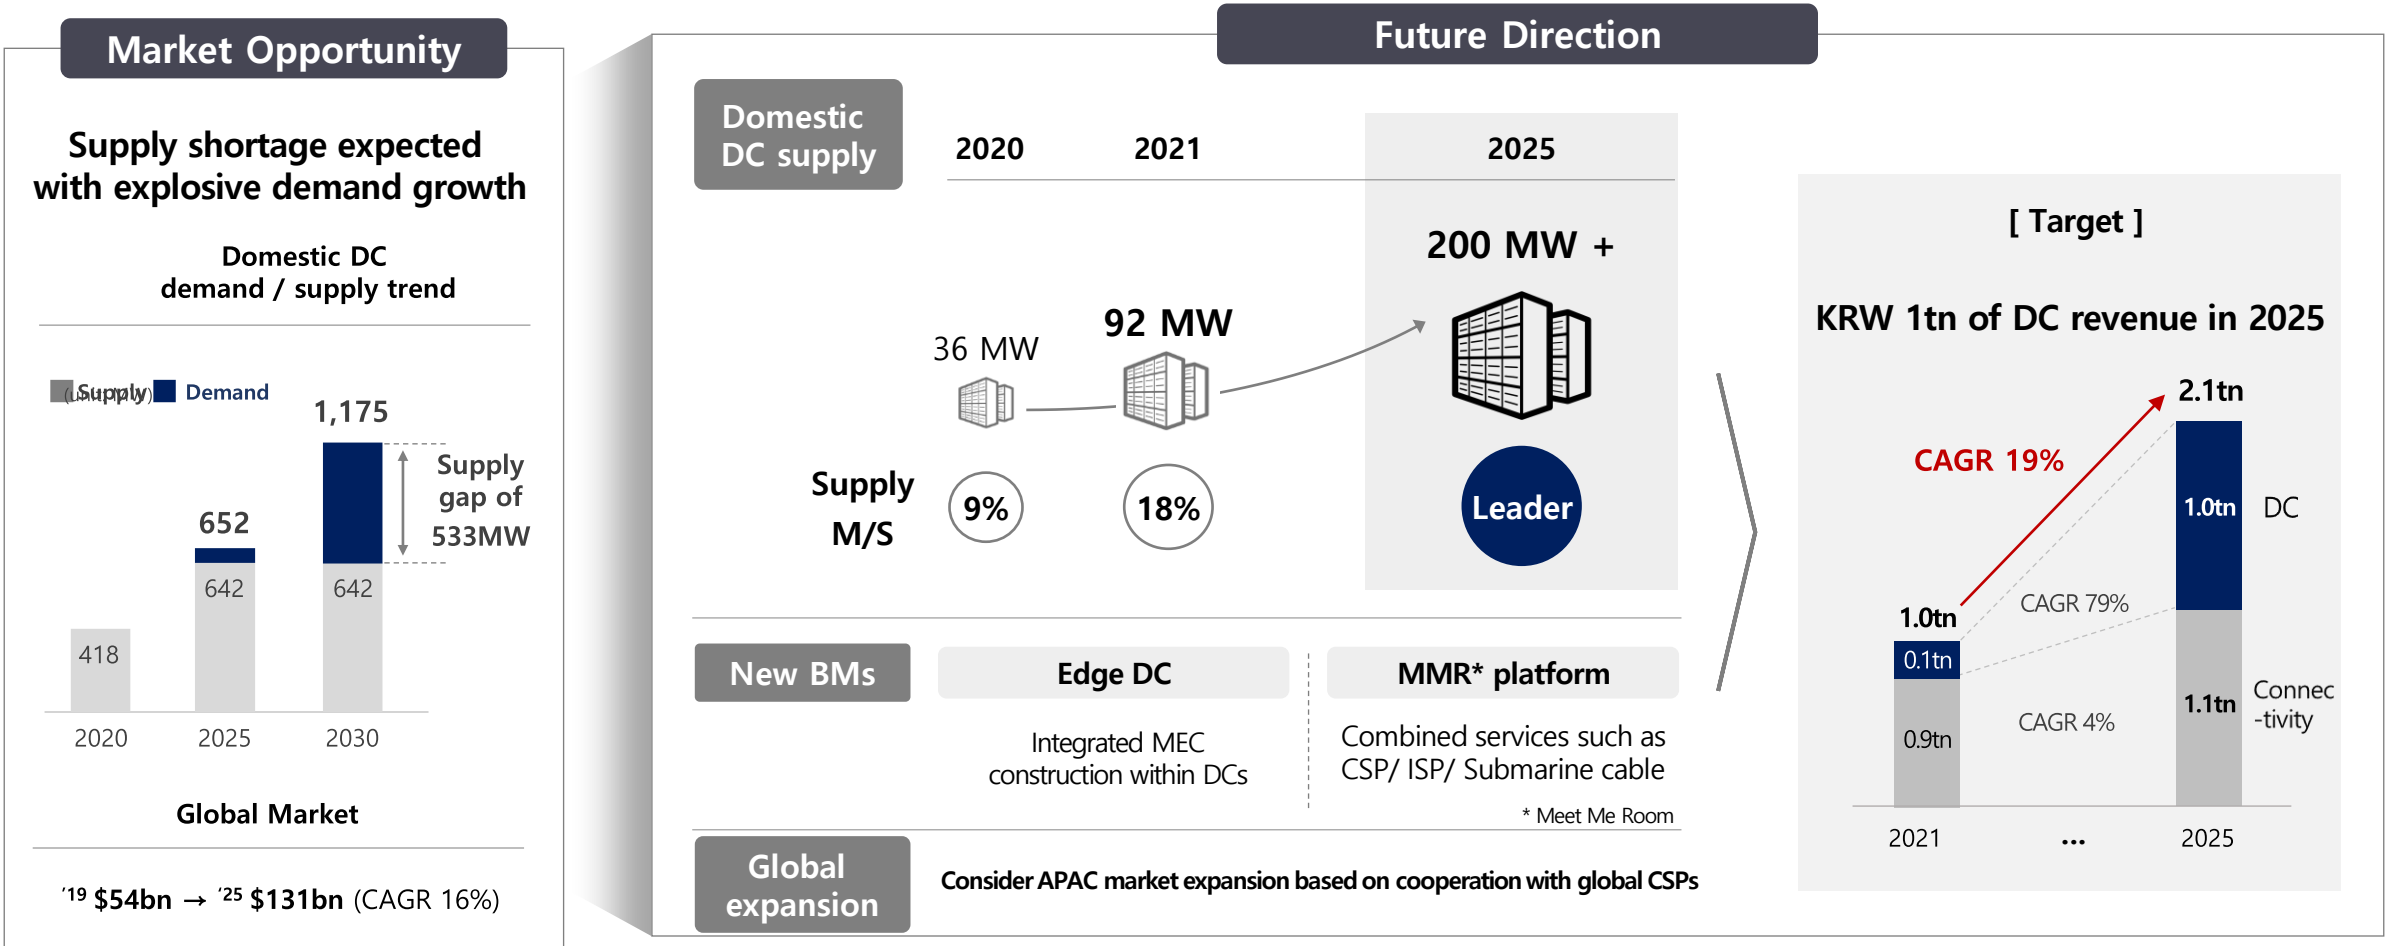 Market Opportunity
Supply shortage expected
with explosive demand growth
Domestic DC
demand / supply trend
(unit: MW)
Supply
Demand
1,175
652
642
642
418
Supply
gap of
533MW
2020
2025
2030
Global Market
'19 $54bn → '25 $131bn (CAGR 16%)
Future Direction
Domestic
DC supply
2020
2021
2025
36 MW
92 MW
200 MW +
Supply
M/S
9%
18%
Leader
New BMs
Edge DC
Integrated MEC
construction within DCs
MMR* platform
Combined services such as
CSP/ ISP/ Submarine cable
* Meet Me Room
Global
expansion
Consider APAC market expansion based on cooperation with global CSPs
[ Target ]
KRW 1tn of DC revenue in 2025
2.1tn
CAGR 19%
1.0tn
DC
CAGR 79%
1.0tn
0.1tn
1.1tn
Connec
-tivity
CAGR 4%
0.9tn
2021
...
2025